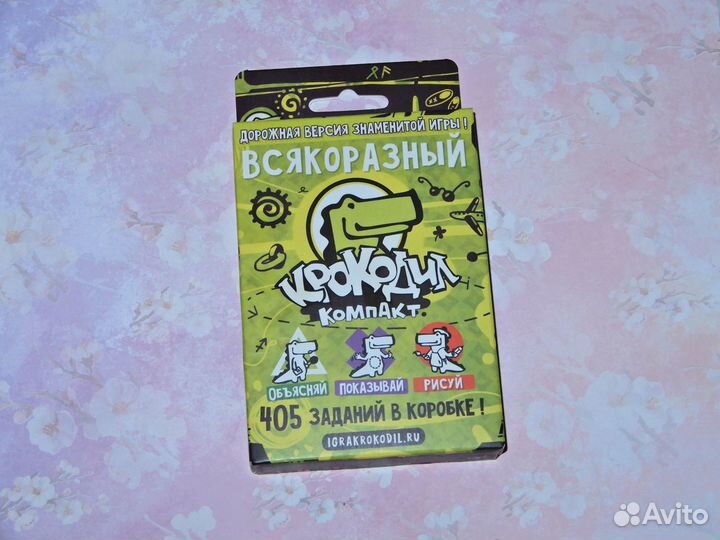 ДОРОЖНАЯ ВЕРСИЯ ЗНАМЕНИТОЙ ИГРЫ!
ВСЯКОРАЗНЫЙ
КРОКОДИЛ
КОМПАКТ
ОБЪЯСНЯЙ ПОКАЗЫВАЙ РИСУЙ
405 ЗАДАНИЙ В КОРОБКЕ!
IGRAKROKODIL.RU
Avito